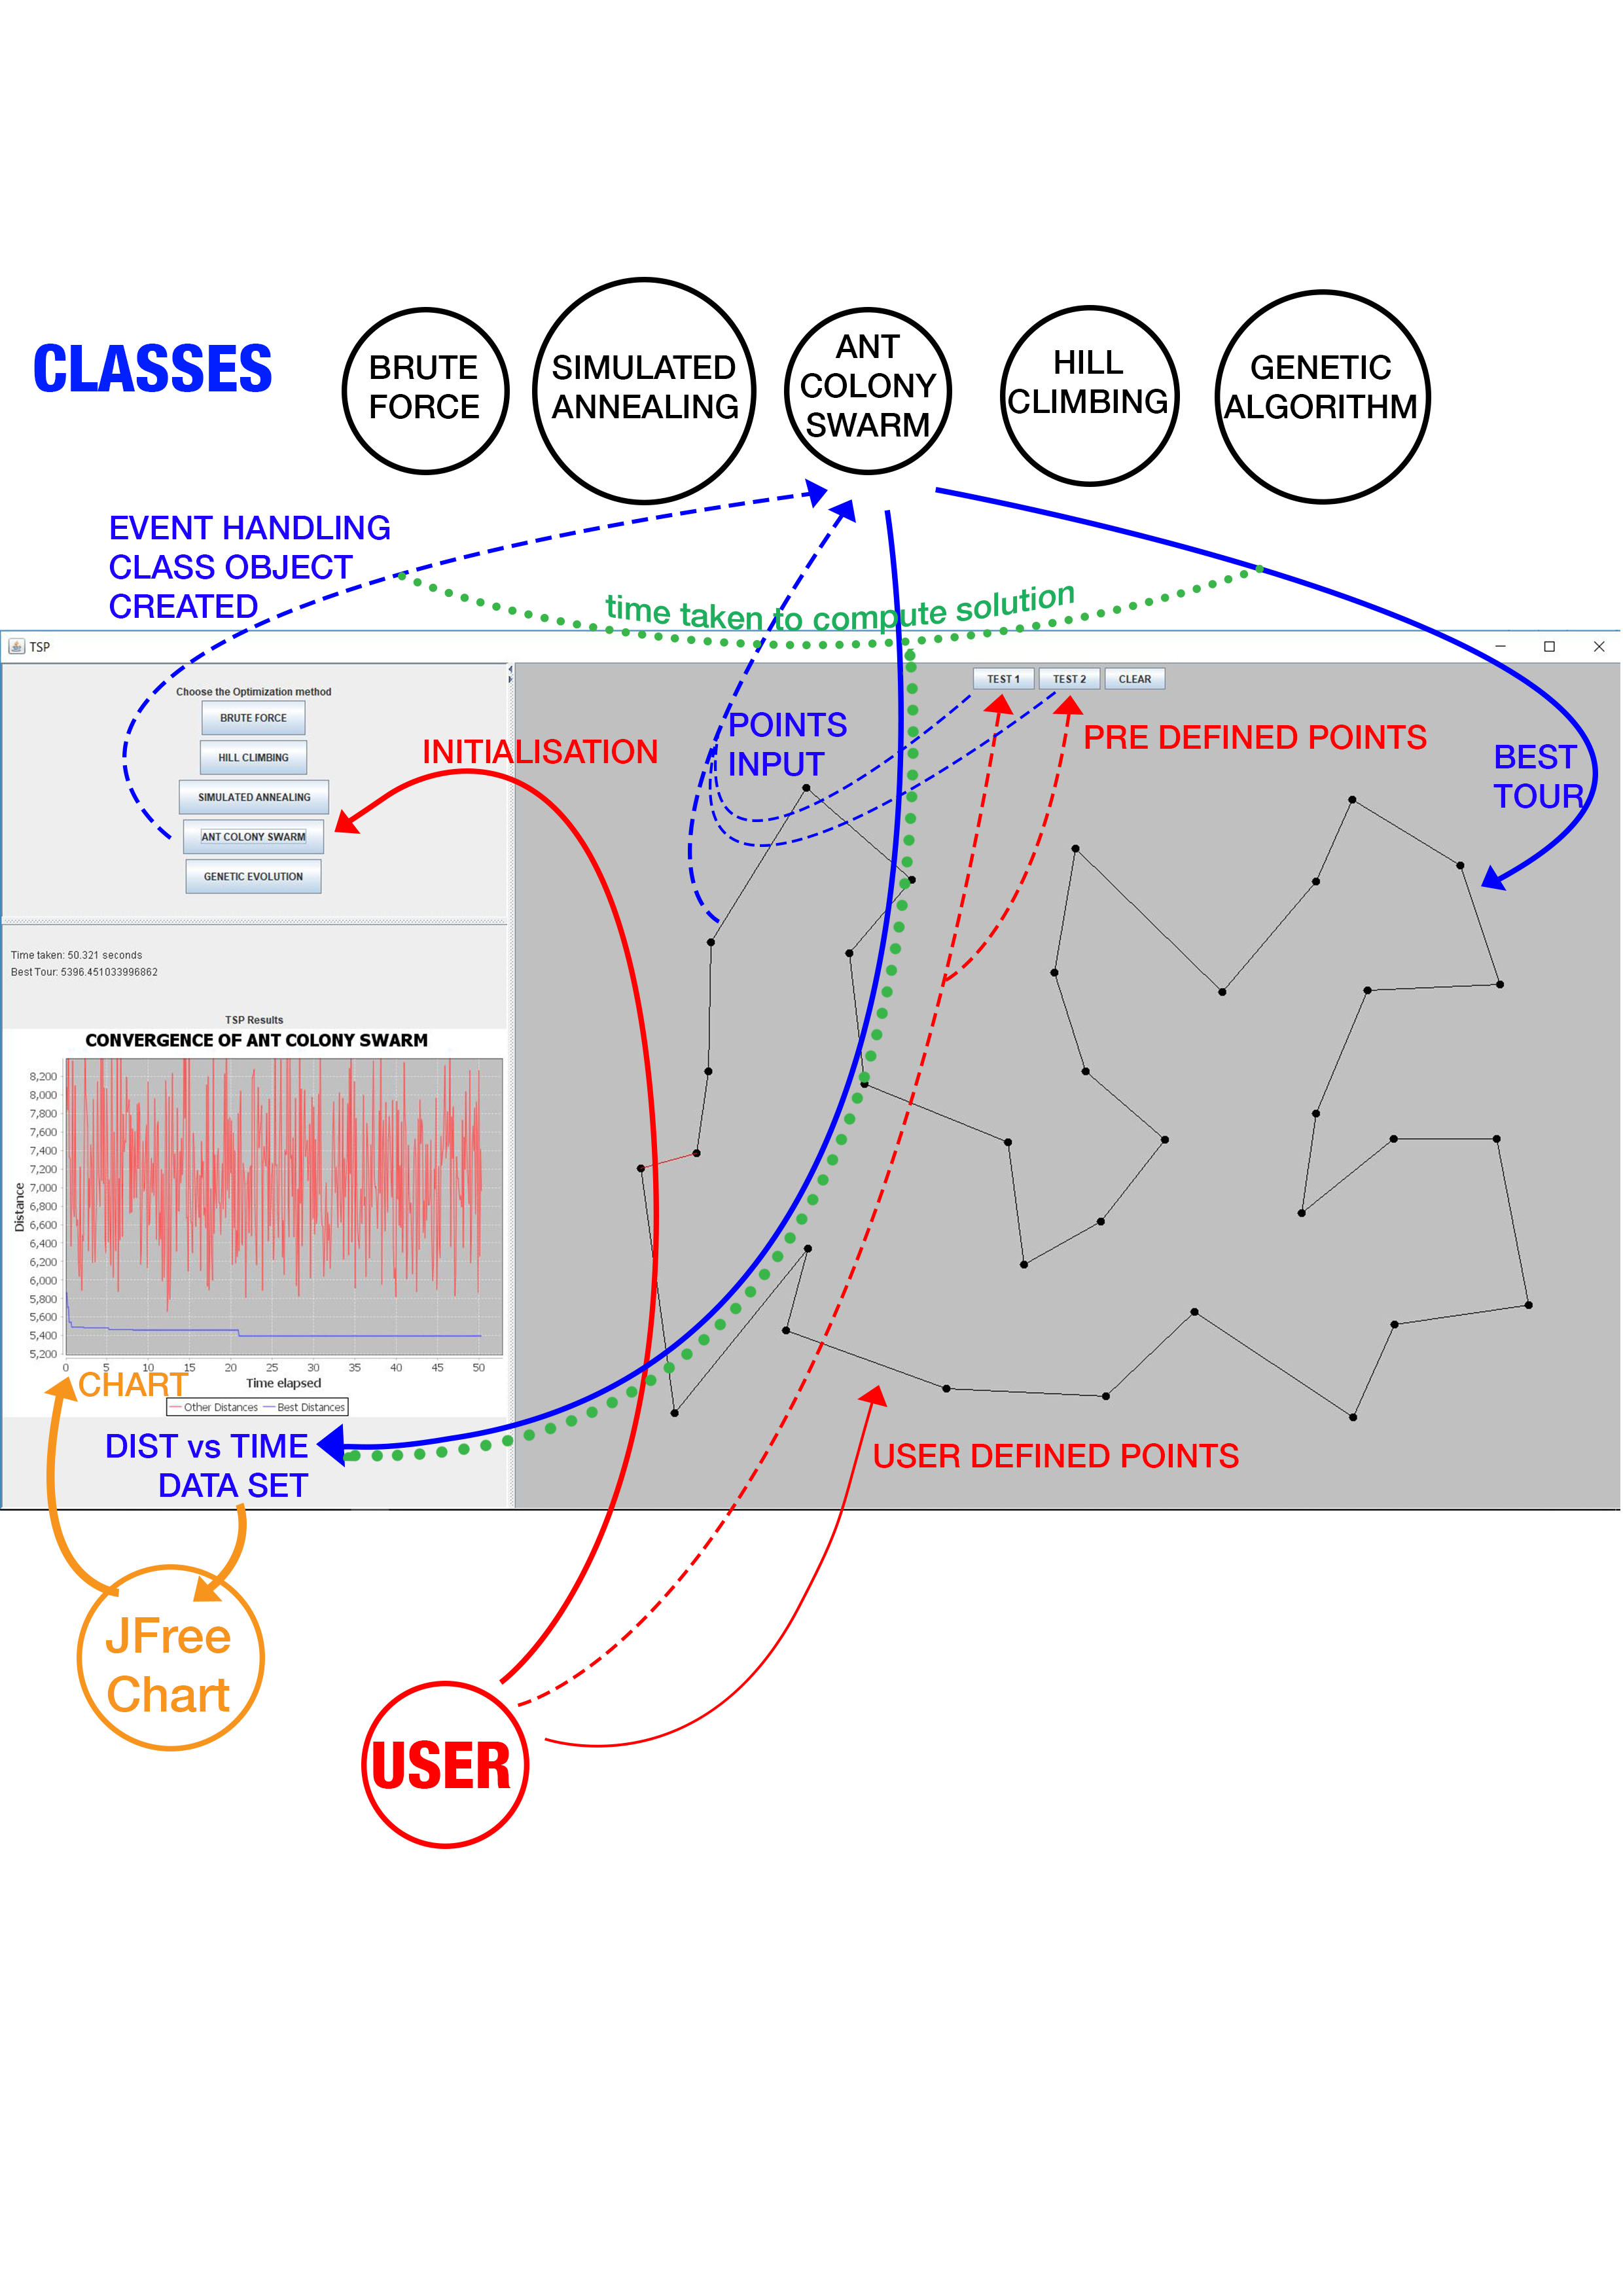 CLASSES
BRUTE
FORCE
SIMULATED
ANNEALING
ANT
COLONY
SWARM
HILL
CLIMBING
GENETIC
ALGORITHM
EVENT HANDLING
CLASS OBJECT
CREATED
time taken to compute solution
TSP
Choose the Optimization method
BRUTE FORCE
HILL CLIMBING
SIMULATED ANNEALING
ANT COLONY SWARM
GENETIC EVOLUTION
TEST 1
TEST 2
CLEAR
INITIALISATION
POINTS
INPUT
PRE DEFINED POINTS
BEST
TOUR
Time taken: 50.321 seconds
Best Tour: 5396.451033996862
TSP Results
CONVERGENCE OF ANT COLONY SWARM
Distance
8,200
8,000
7,800
7,600
7,400
7,200
7,000
6,800
6,600
6,400
6,200
6,000
5,800
5,600
5,400
5,200
0 5 10 15 20 25 30 35 40 45 50
Time elapsed
Other Distances Best Distances
CHART
DIST vs TIME
DATA SET
USER DEFINED POINTS
JFree
Chart
USER